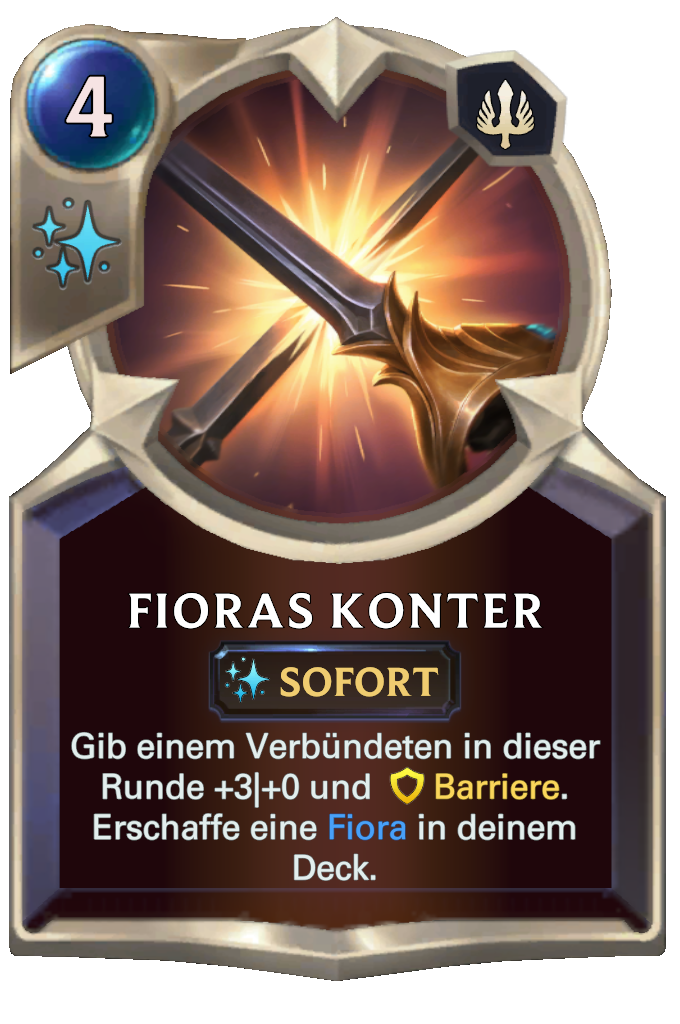 4
FIORAS KONTER
SOFORT
Gib einem Verbündeten in dieser
Runde +3|+0 und Barriere.
Erschaffe eine Fiora in deinem
Deck.